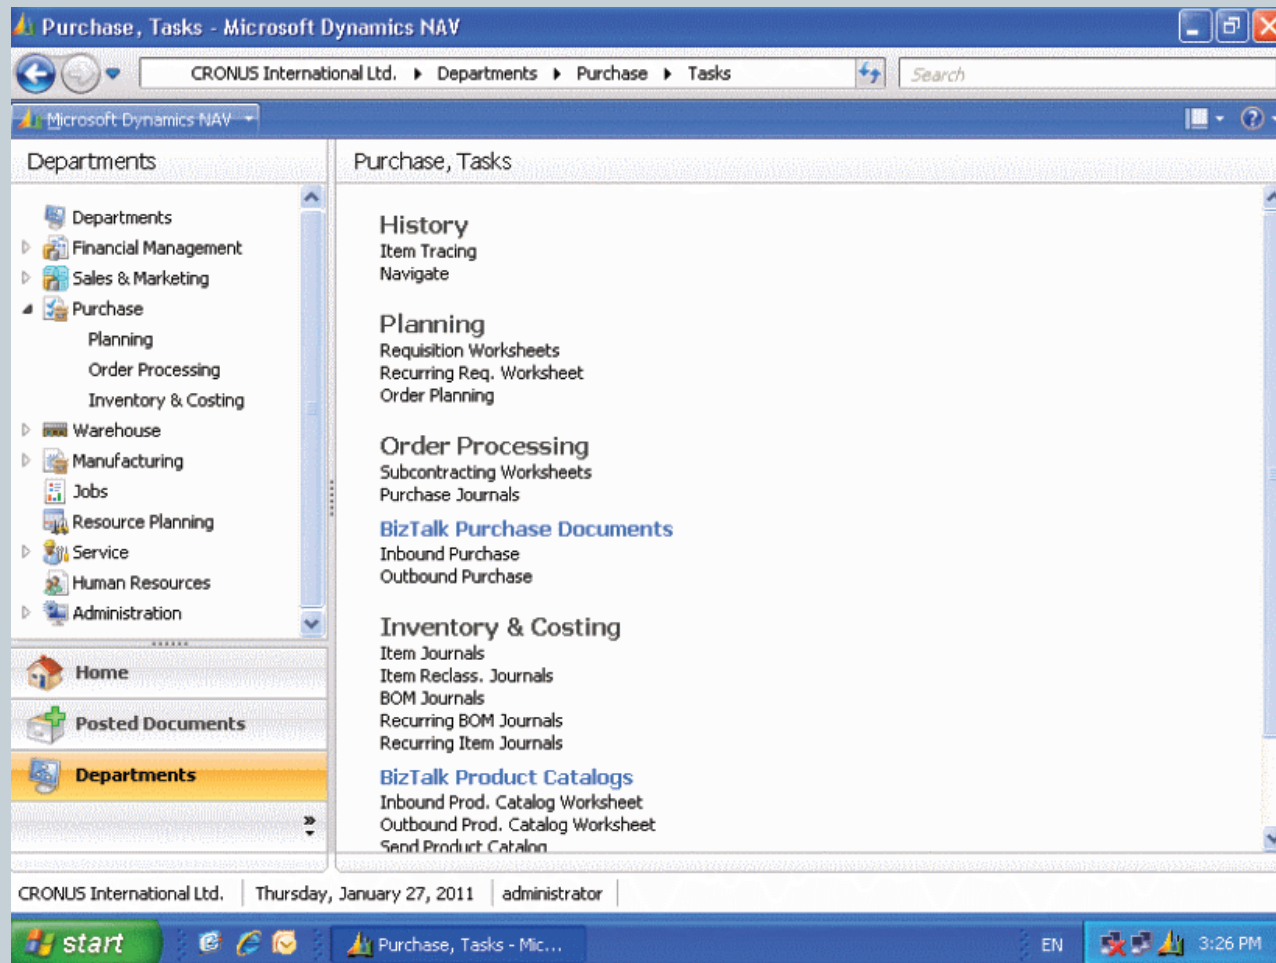 Purchase, Tasks - Microsoft Dynamics NAV
CRONUS International Ltd. Departments Purchase Tasks
Search
Microsoft Dynamics NAV
Departments
Departments
Financial Management
Sales & Marketing
Purchase
Planning
Order Processing
Inventory & Costing
Warehouse
Manufacturing
Jobs
Resource Planning
Service
Human Resources
Administration
Home
Posted Documents
Departments
Purchase, Tasks
History
Item Tracing
Navigate
Planning
Requisition Worksheets
Recurring Req. Worksheet
Order Planning
Order Processing
Subcontracting Worksheets
Purchase Journals
BizTalk Purchase Documents
Inbound Purchase
Outbound Purchase
Inventory & Costing
Item Journals
Item Reclass. Journals
BOM Journals
Recurring BOM Journals
Recurring Item Journals
BizTalk Product Catalogs
Inbound Prod. Catalog Worksheet
Outbound Prod. Catalog Worksheet
Send Product Catalog
CRONUS International Ltd. Thursday, January 27, 2011 administrator
start Purchase, Tasks - Mic... EN 3:26 PM